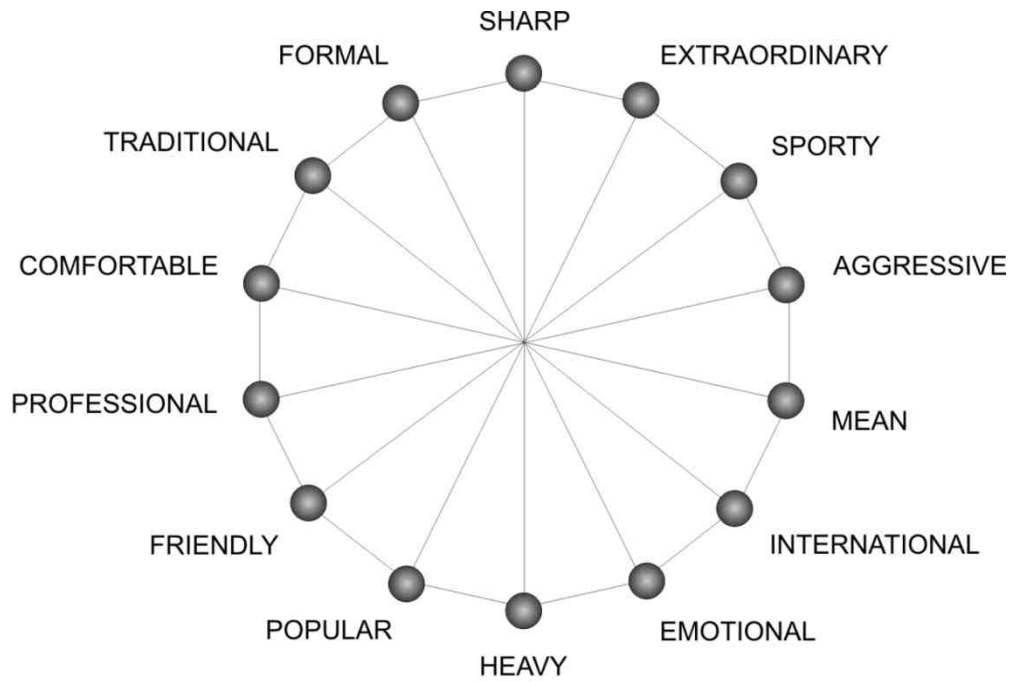 SHARP
FORMAL
EXTRAORDINARY
TRADITIONAL
SPORTY
COMFORTABLE
AGGRESSIVE
PROFESSIONAL
MEAN
FRIENDLY
INTERNATIONAL
POPULAR
EMOTIONAL
HEAVY